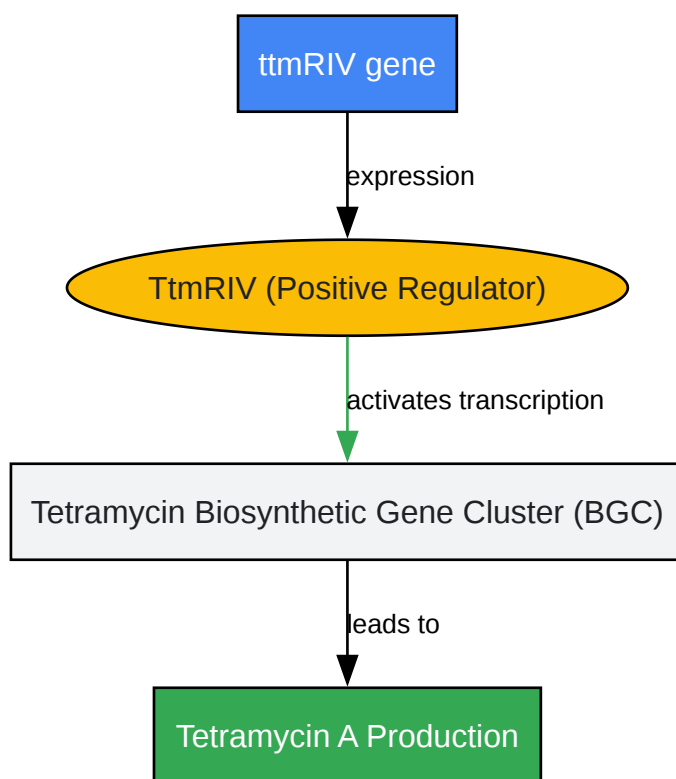 ttmRIV gene
expression
TtmRIV (Positive Regulator)
activates transcription
Tetramycin Biosynthetic Gene Cluster (BGC)
leads to
Tetramycin A Production